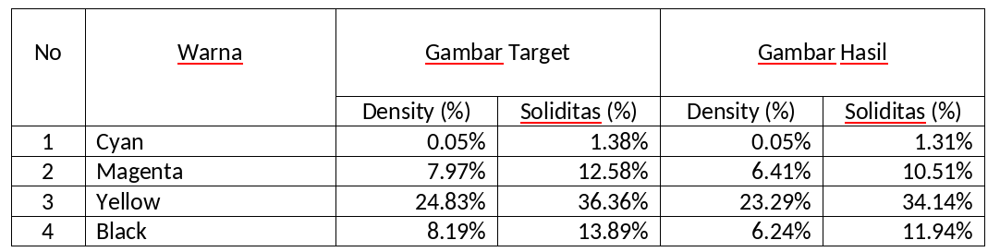 No Warna Gambar Target Gambar Hasil
Density (%) Soliditas (%) Density (%) Soliditas (%)
1 Cyan 0.05% 1.38% 0.05% 1.31%
2 Magenta 7.97% 12.58% 6.41% 10.51%
3 Yellow 24.83% 36.36% 23.29% 34.14%
4 Black 8.19% 13.89% 6.24% 11.94%